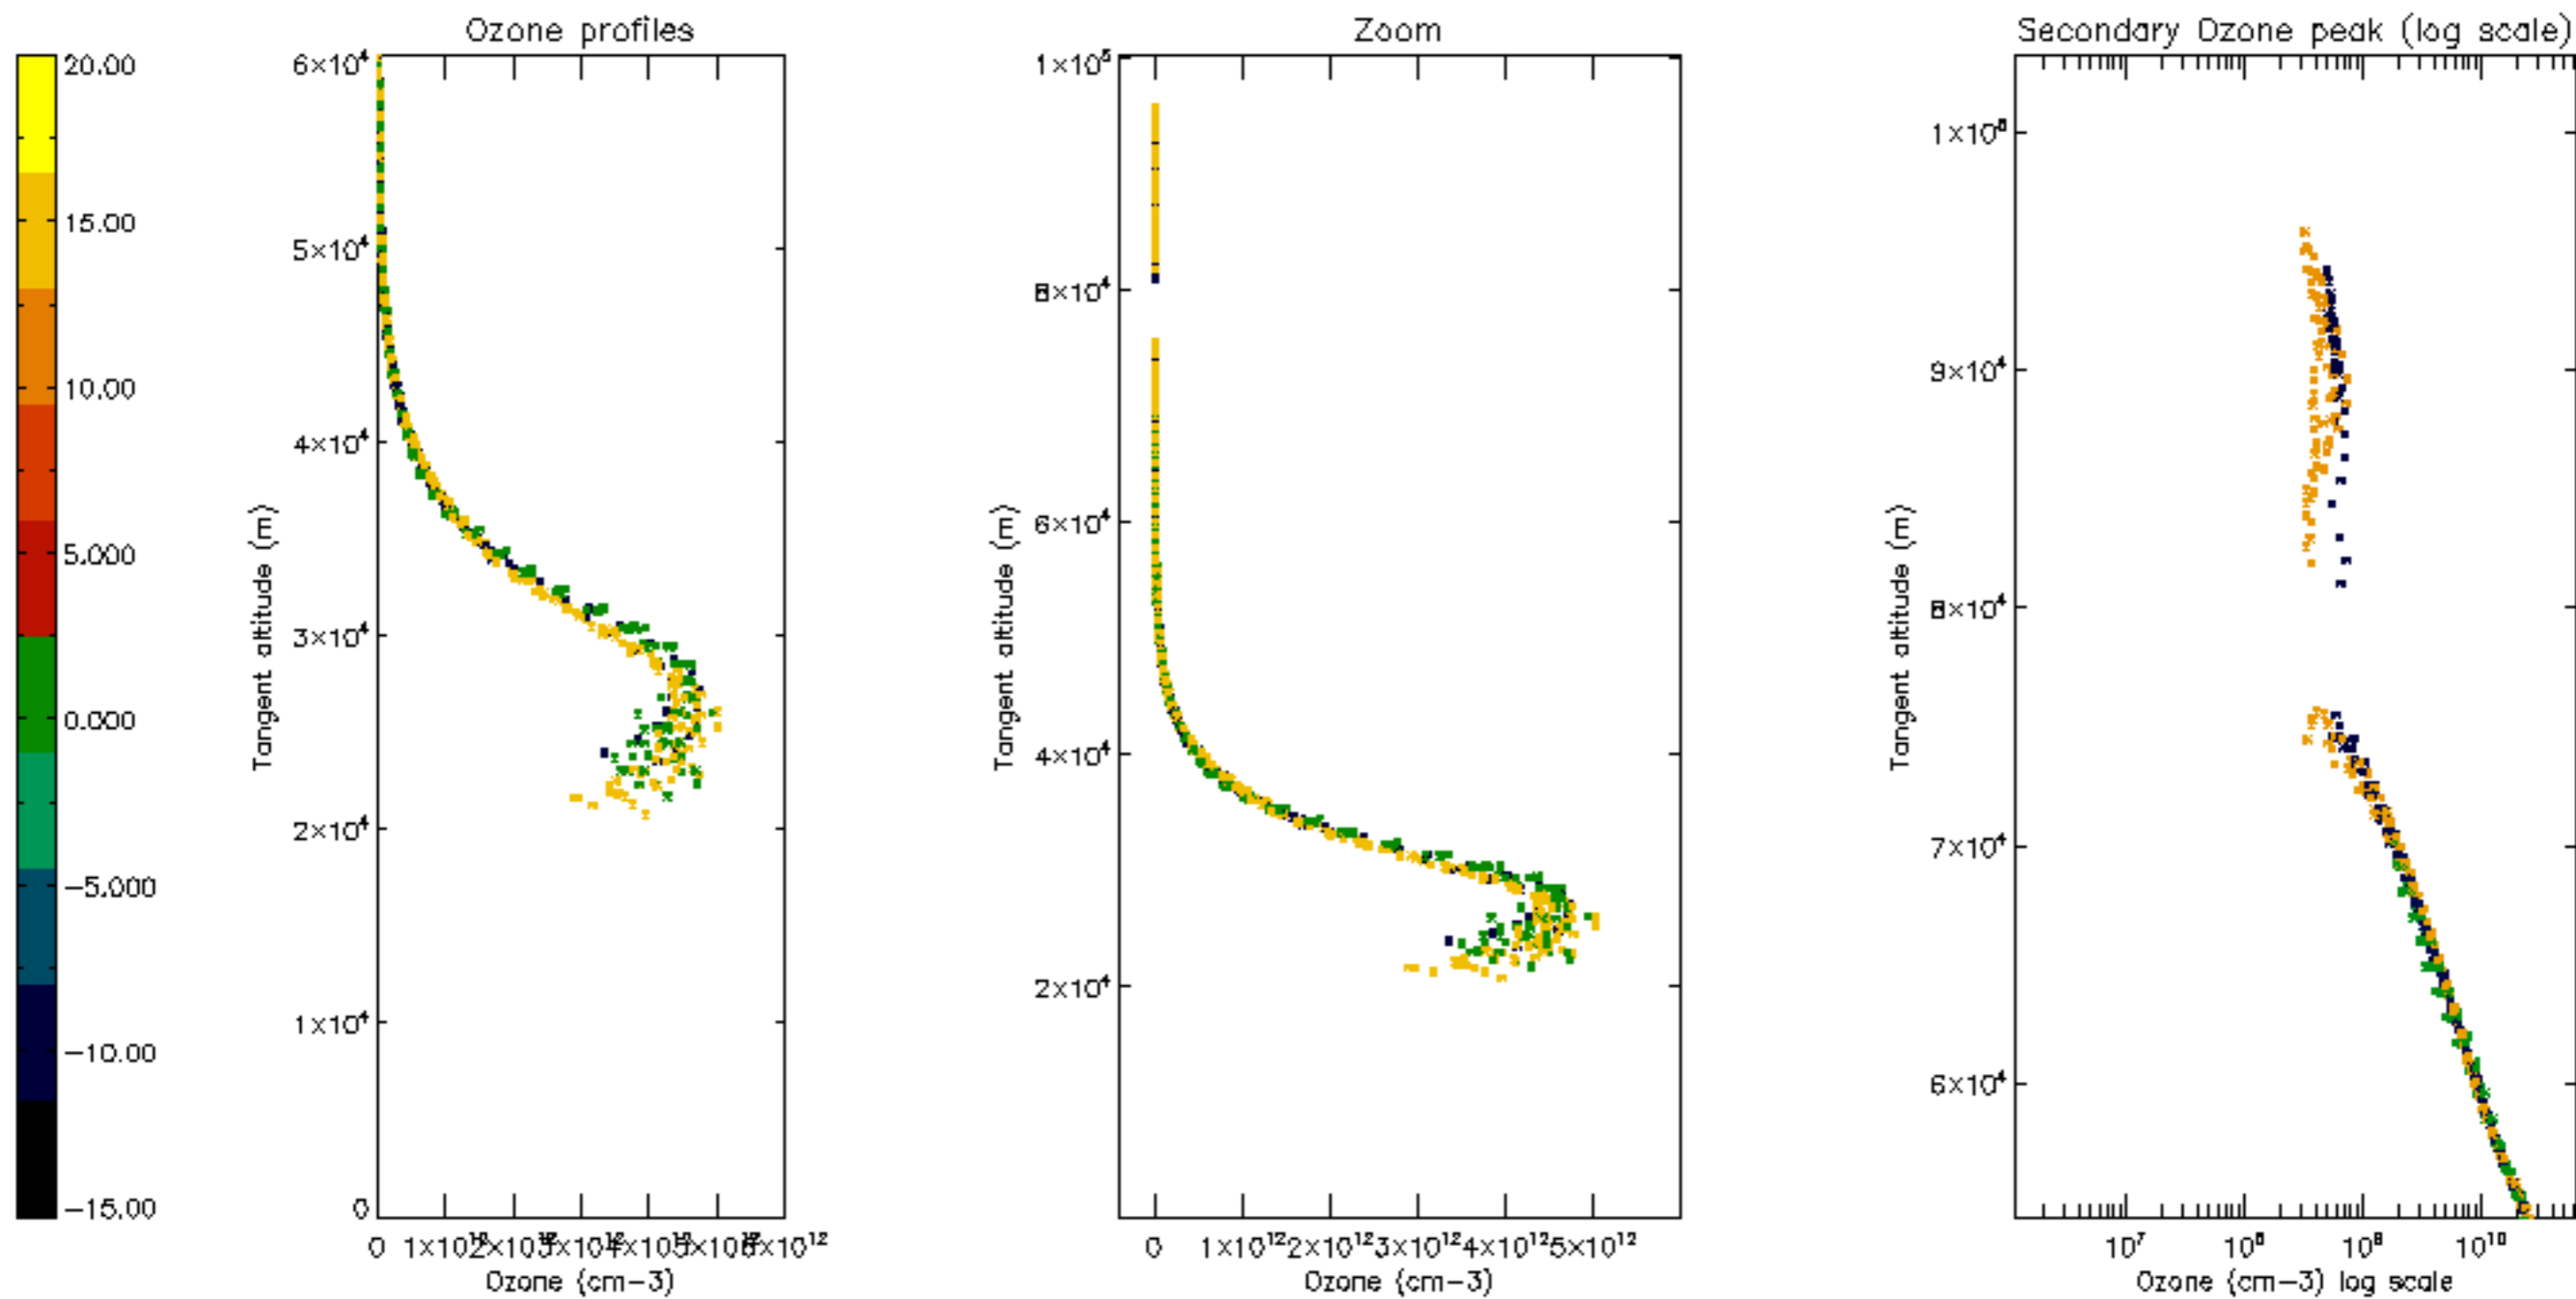 Ozone profiles
Zoom
Secondary Ozone peak (log scale)
20.00
15.00
10.00
5.000
0.000
−5.000
−10.00
−15.00
6×10⁴
5×10⁴
4×10⁴
3×10⁴
2×10⁴
1×10⁴
0
Tangent altitude (m)
0
Ozone (cm−3)
1×10⁵
8×10⁴
6×10⁴
4×10⁴
2×10⁴
Tangent altitude (m)
0 1×10¹² 2×10¹² 3×10¹² 4×10¹² 5×10¹²
Ozone (cm−3)
9×10⁴
8×10⁴
7×10⁴
6×10⁴
Tangent altitude (m)
10⁷ 10⁸ 10⁹ 10¹⁰
Ozone (cm−3) log scale